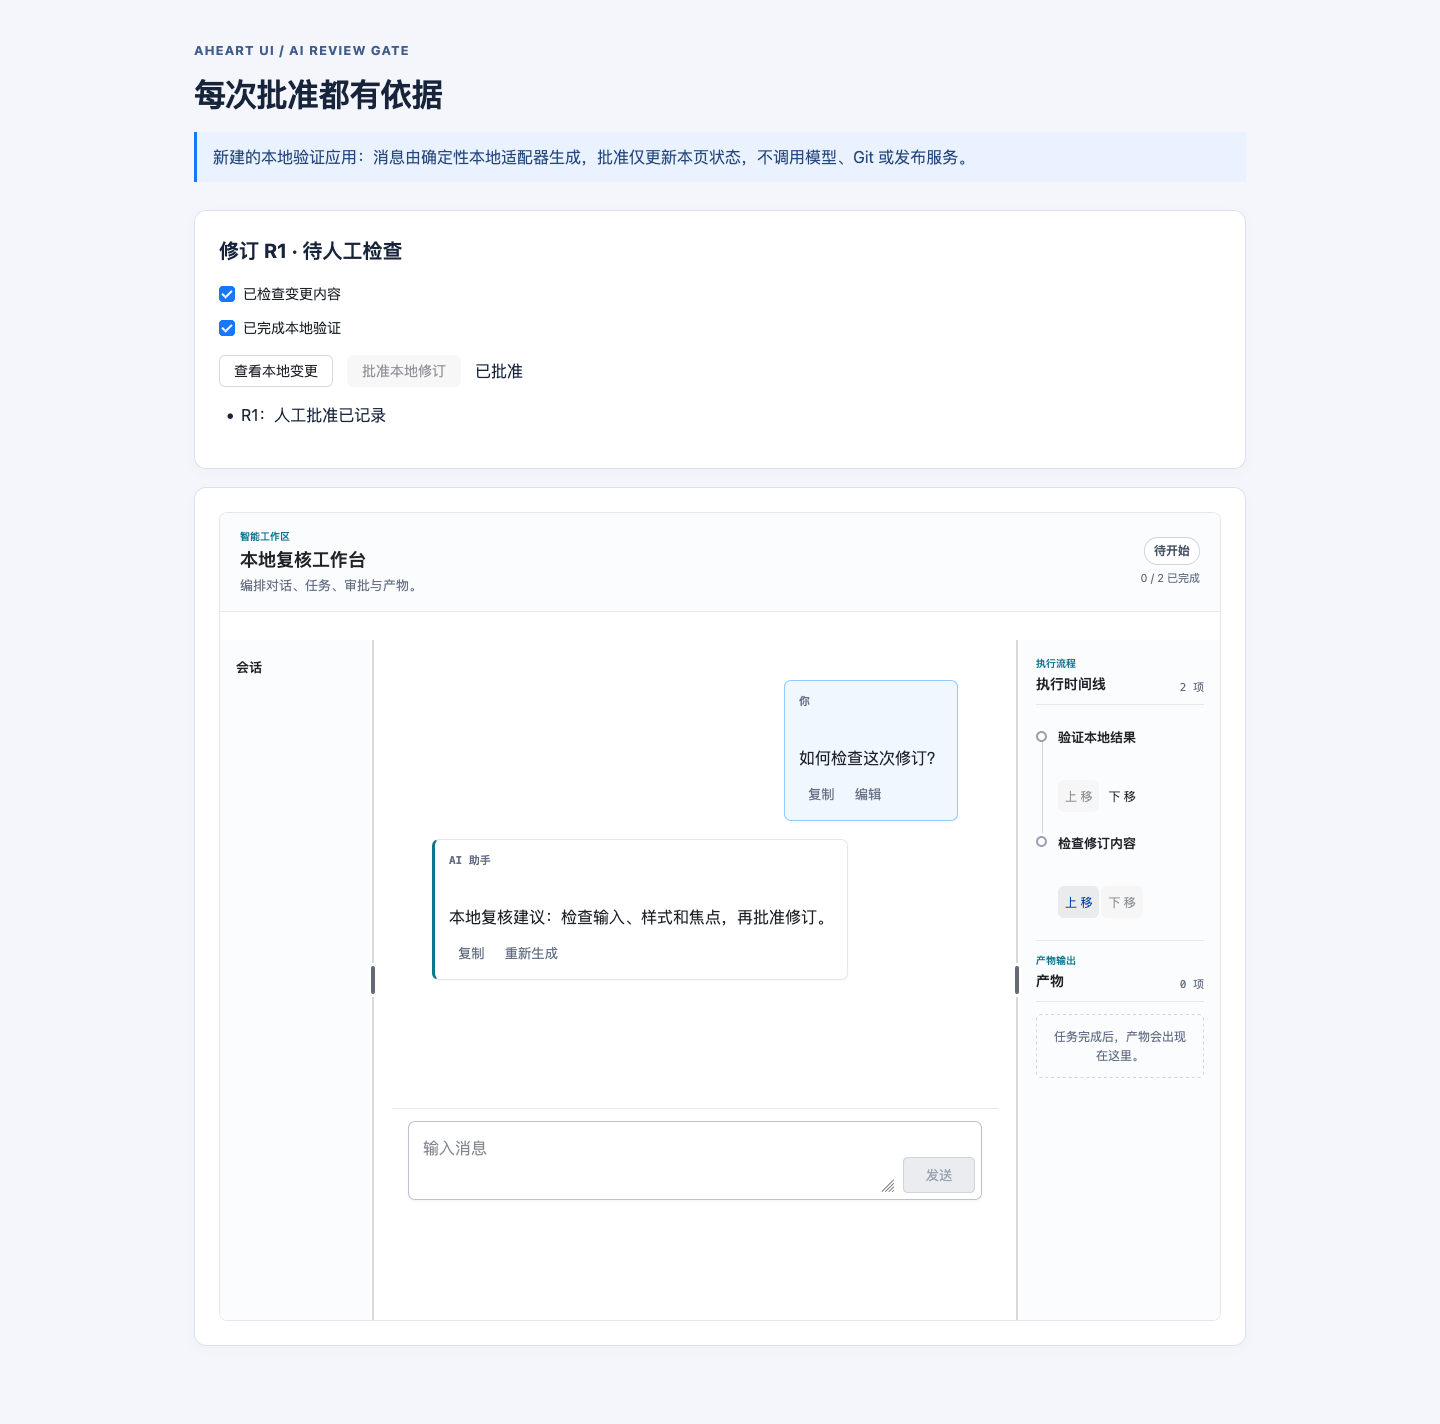 AHEART UI / AI REVIEW GATE
每次批准都有依据
新建的本地验证应用：消息由确定性本地适配器生成，批准仅更新本页状态，不调用模型、Git 或发布服务。
修订 R1 · 待人工检查
已检查变更内容
已完成本地验证
查看本地变更 批准本地修订 已批准
• R1：人工批准已记录
智能工作区
本地复核工作台
编排对话、任务、审批与产物。
待开始
0 / 2 已完成
会话
你
如何检查这次修订？
复制 编辑
AI 助手
本地复核建议：检查输入、样式和焦点，再批准修订。
复制 重新生成
输入消息
发送
执行流程
执行时间线 2 项
验证本地结果
上移 下移
检查修订内容
上移 下移
产物输出
产物 0 项
任务完成后，产物会出现
在这里。